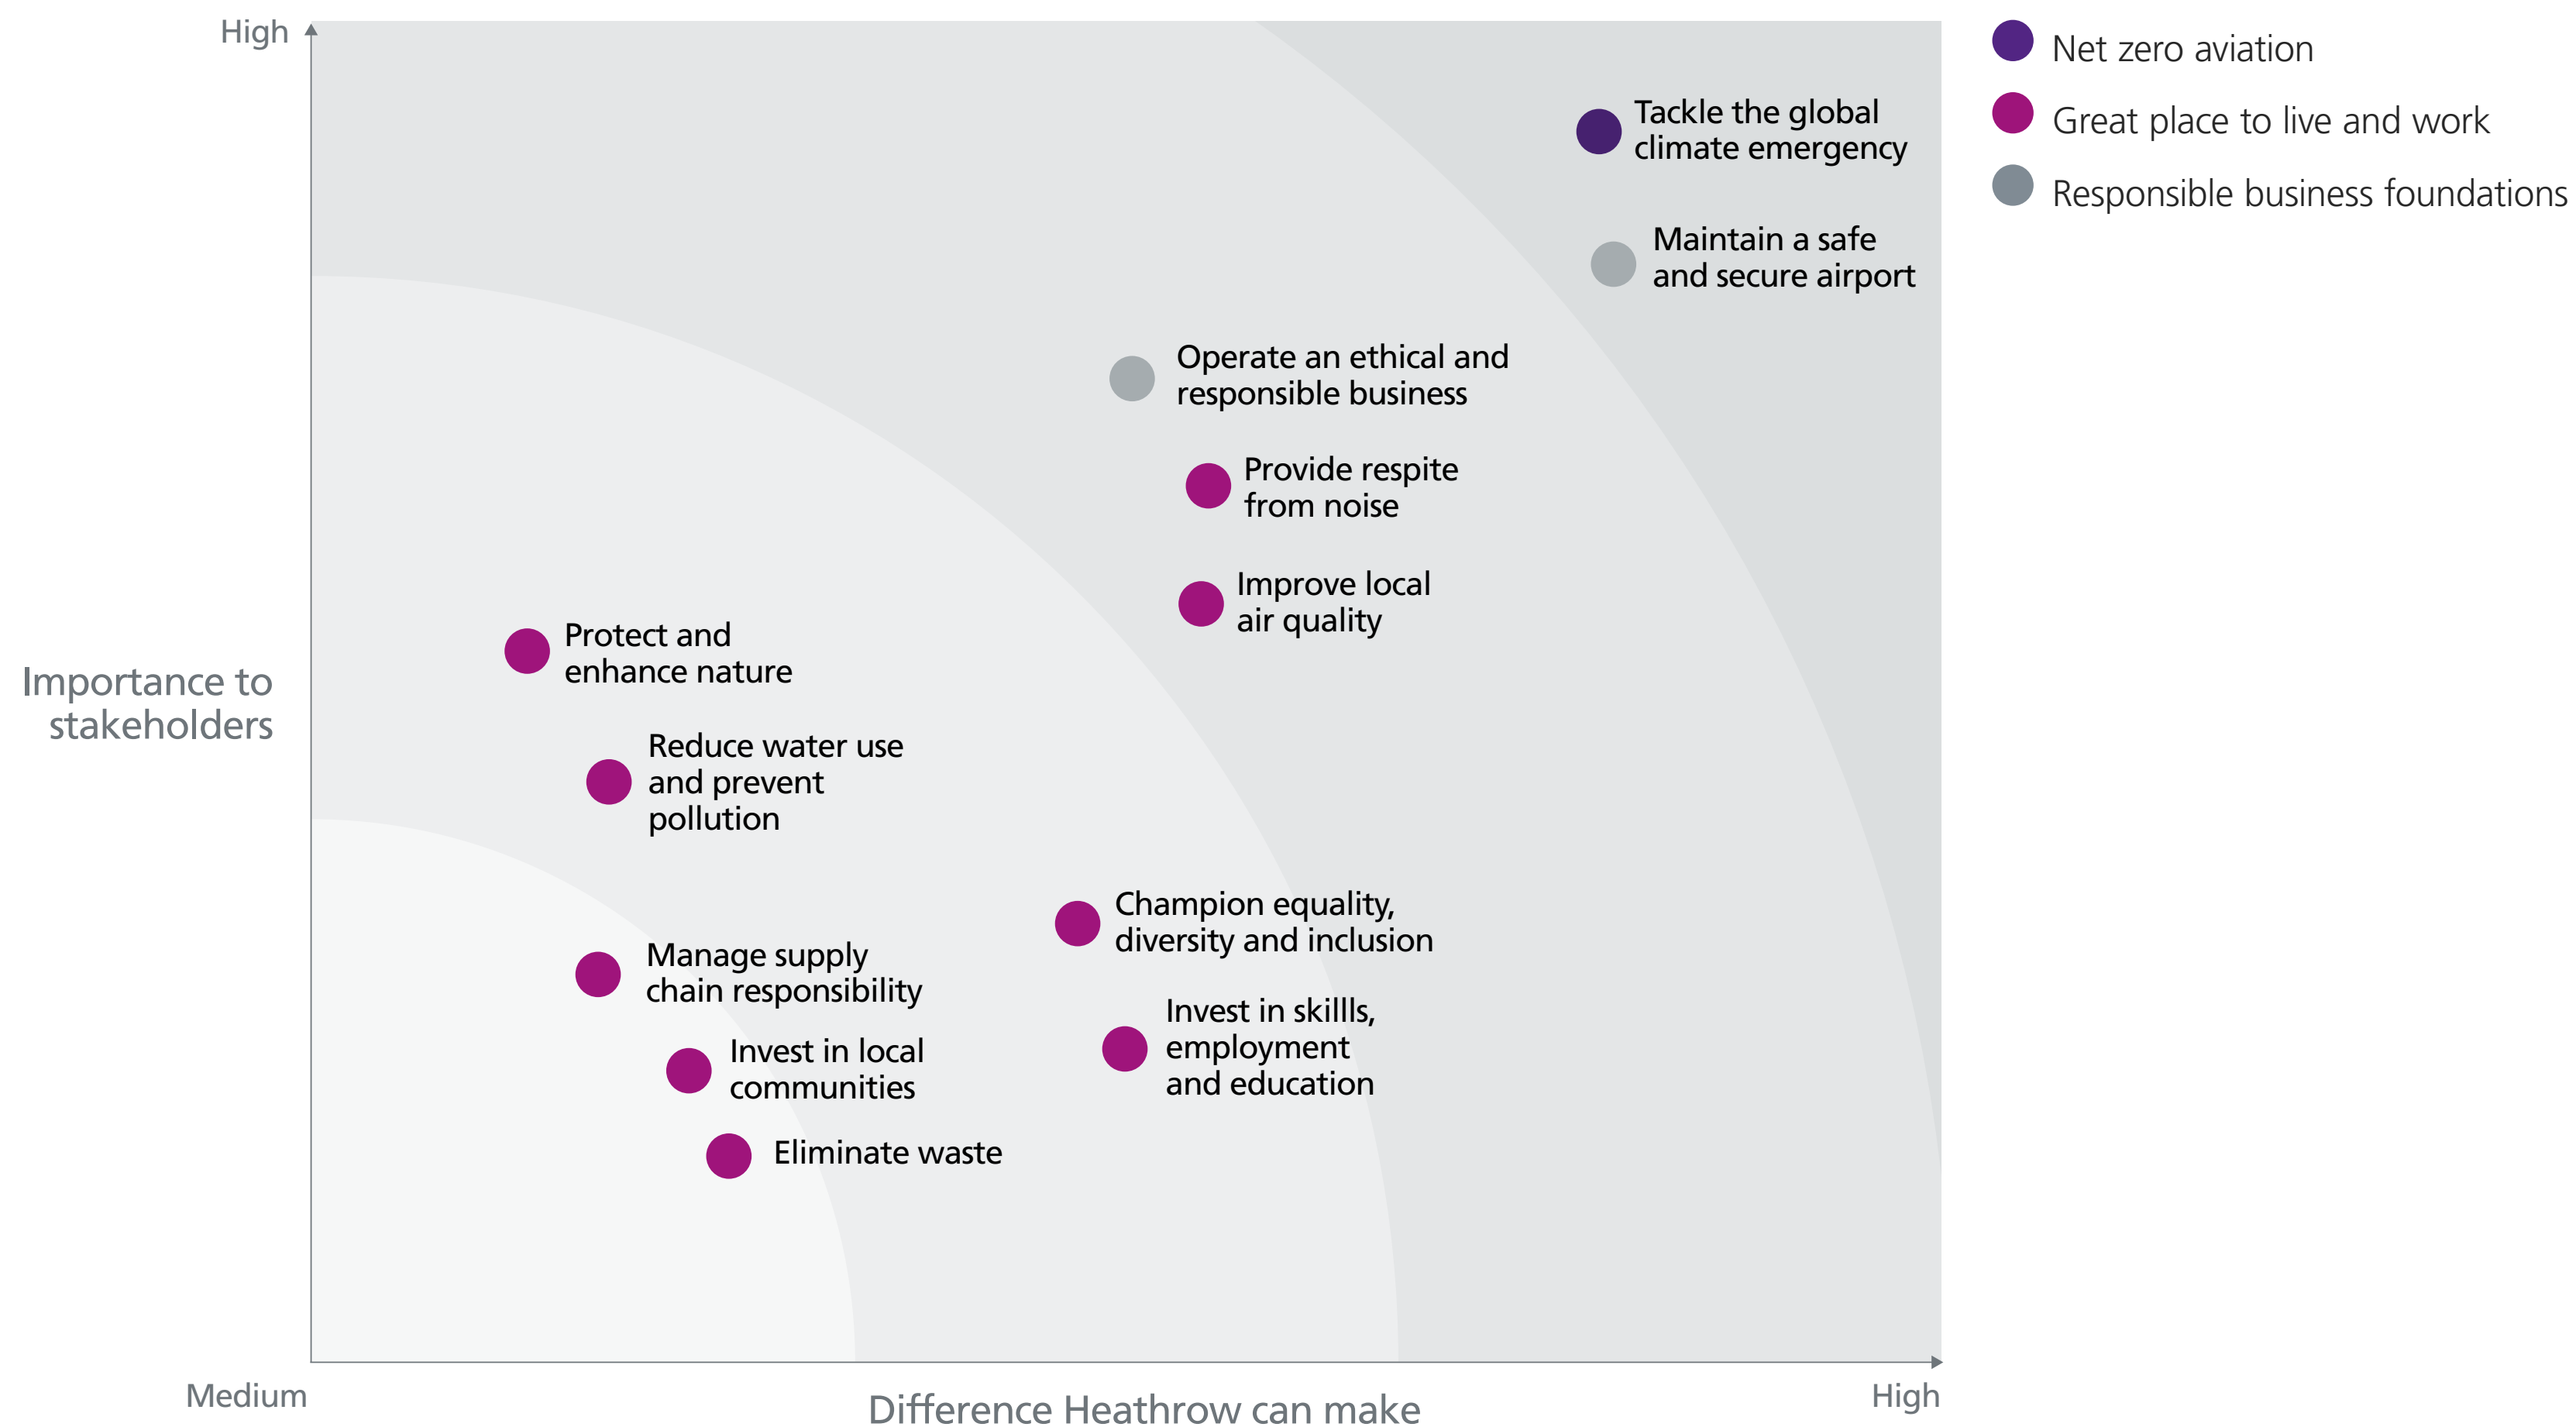 High
Net zero aviation
Great place to live and work
Responsible business foundations
Tackle the global
climate emergency
Maintain a safe
and secure airport
Operate an ethical and
responsible business
Provide respite
from noise
Improve local
air quality
Protect and
enhance nature
Importance to
stakeholders
Reduce water use
and prevent
pollution
Champion equality,
diversity and inclusion
Manage supply
chain responsibility
Invest in skillls,
employment
and education
Invest in local
communities
Eliminate waste
Medium
Difference Heathrow can make
High